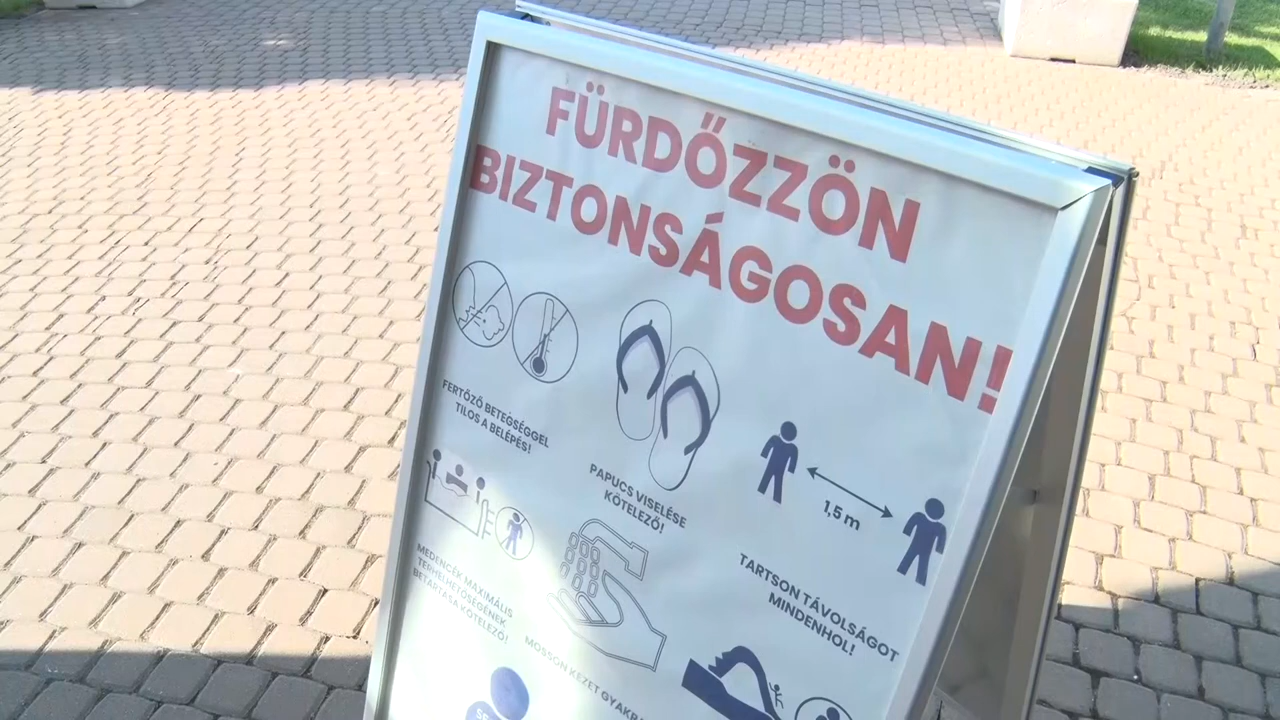 FÜRDŐZZÖN
BIZTONSÁGOSAN!
FERTŐZŐ BETEGSÉGGEL
TILOS A BELÉPÉS!
PAPUCS VISELÉSE
KÖTELEZŐ!
1,5 m
TARTSON TÁVOLSÁGOT
MINDENHOL!
MEDENCÉK MAXIMÁLIS
TERHELHETŐSÉGÉNEK
BETARTÁSA KÖTELEZŐ!
MOSSON KEZET